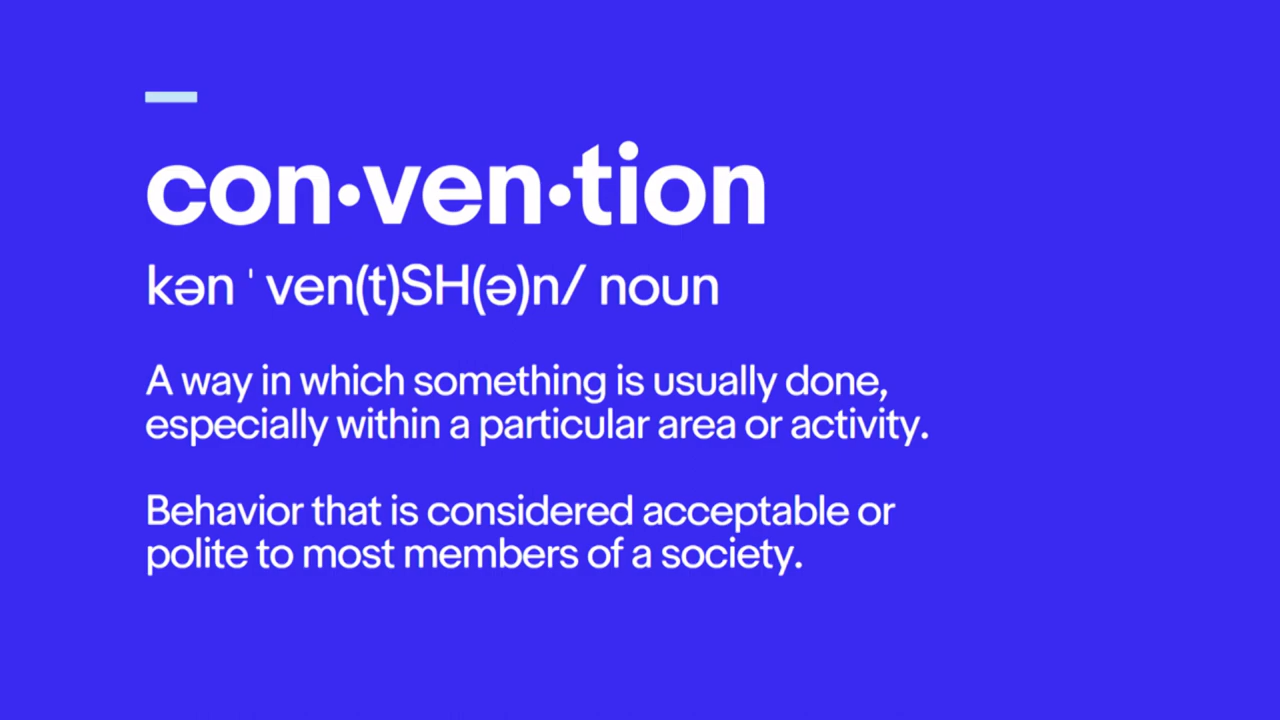 con•ven•tion
kən ˈ ven(t)SH(ə)n/ noun
A way in which something is usually done,
especially within a particular area or activity.
Behavior that is considered acceptable or
polite to most members of a society.